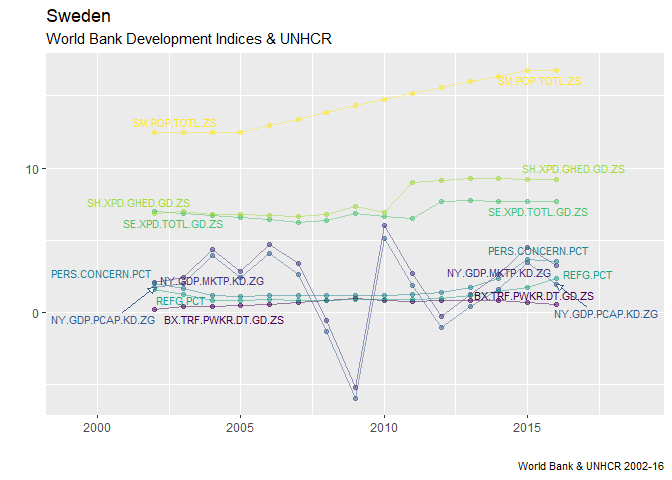 Sweden
World Bank Development Indices & UNHCR
SM.POP.TOTL.ZS
SM.POP.TOTL.ZS
10
SH.XPD.GHED.GD.ZS
SH.XPD.GHED.GD.ZS
SE.XPD.TOTL.GD.ZS
SE.XPD.TOTL.GD.ZS
PERS.CONCERN.PCT
PERS.CONCERN.PCT
NY.GDP.MKTP.KD.ZG
NY.GDP.MKTP.KD.ZG
REFG.PCT
REFG.PCT
BX.TRF.PWKR.DT.GD.ZS
0
NY.GDP.PCAP.KD.ZG
BX.TRF.PWKR.DT.GD.ZS
NY.GDP.PCAP.KD.ZG
2000
2005
2010
2015
World Bank & UNHCR 2002-16